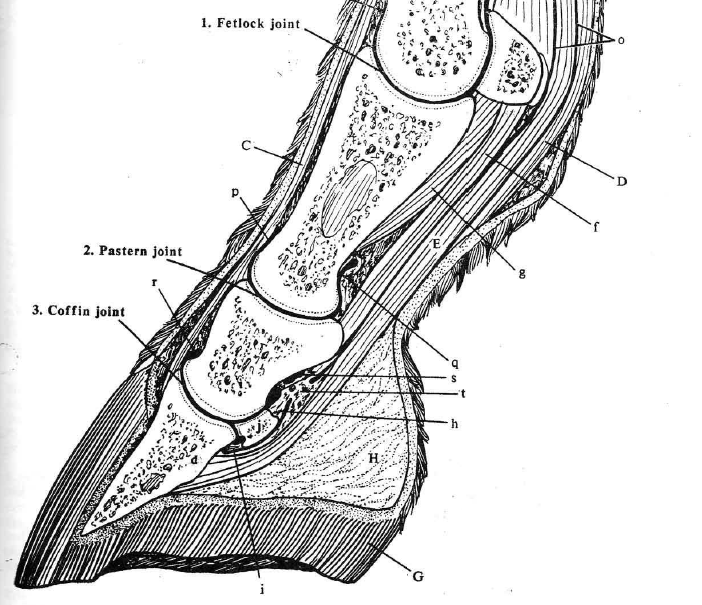 1. Fetlock joint
o
C
D
p
f
E
2. Pastern joint
g
r
3. Coffin joint
q
s
t
h
j
d
H
G
i